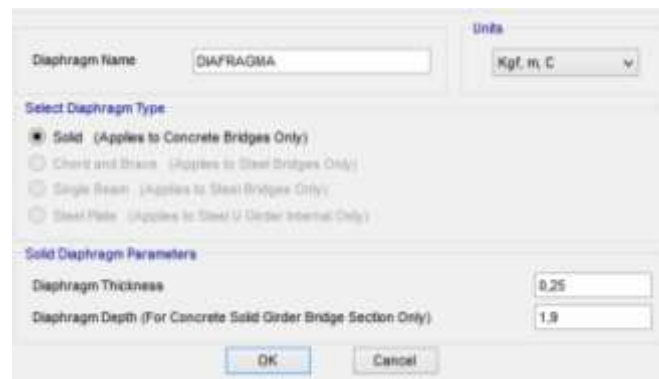 Units
Diaphragm Name DIAFRAGMA Kgf, m, C
Select Diaphragm Type
Solid (Applies to Concrete Bridges Only)
Chord and Brace (Applies to Steel Bridges Only)
Single Beam (Applies to Steel Bridges Only)
Steel Plate (Applies to Steel U Girder Internal Only)
Solid Diaphragm Parameters
Diaphragm Thickness 0,25
Diaphragm Depth (For Concrete Solid Girder Bridge Section Only) 1,9
OK Cancel